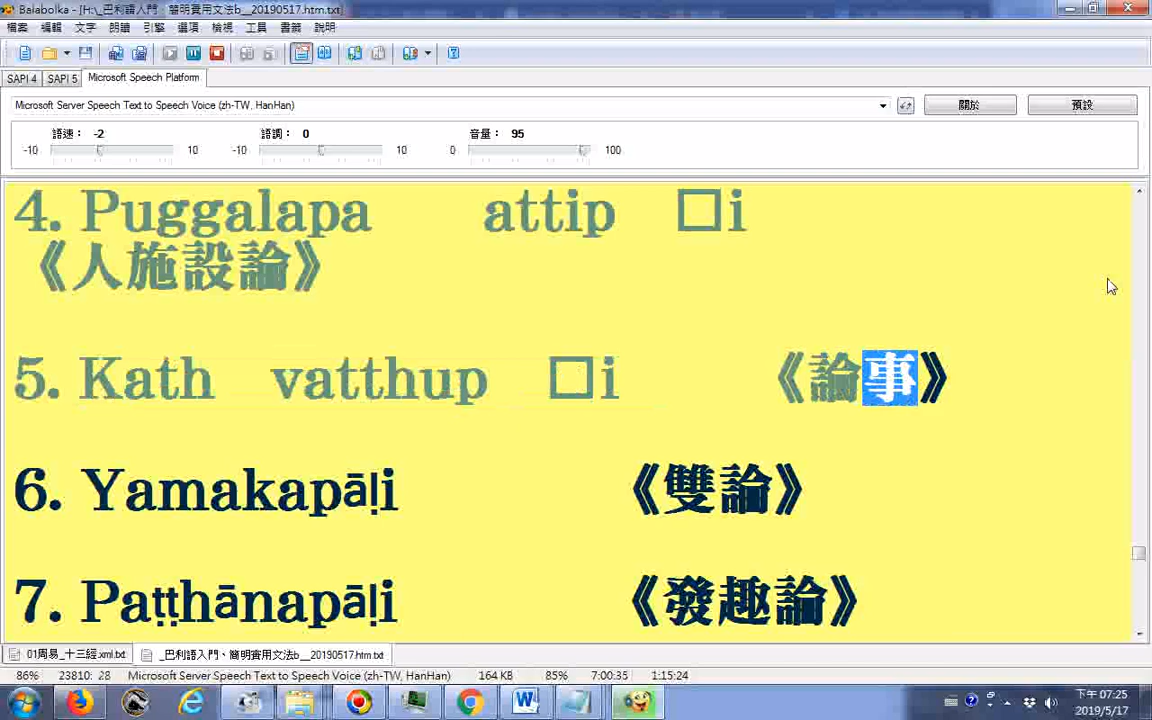 Balabolka - [H:\_巴利語入門、簡明實用文法b__20190517.htm.txt]
檔案 編輯 文字 朗讀 引擎 選項 檢視 工具 書籤 說明
SAPI 4 SAPI 5 Microsoft Speech Platform
Microsoft Server Speech Text to Speech Voice (zh-TW, HanHan) 關於 預設
語速： -2 語調： 0 音量： 95
-10 10 -10 10 0 100
4. Puggalapa attip □i
《人施設論》
5. Kath vatthup □i 《論事》
6. Yamakapāḷi 《雙論》
7. Paṭṭhānapāḷi 《發趣論》
01周易_十三經.xml.txt _巴利語入門、簡明實用文法b__20190517.htm.txt
86% 23810: 28 Microsoft Server Speech Text to Speech Voice (zh-TW, HanHan) 164 KB 85% 7:00:35 1:15:24
下午 07:25
2019/5/17